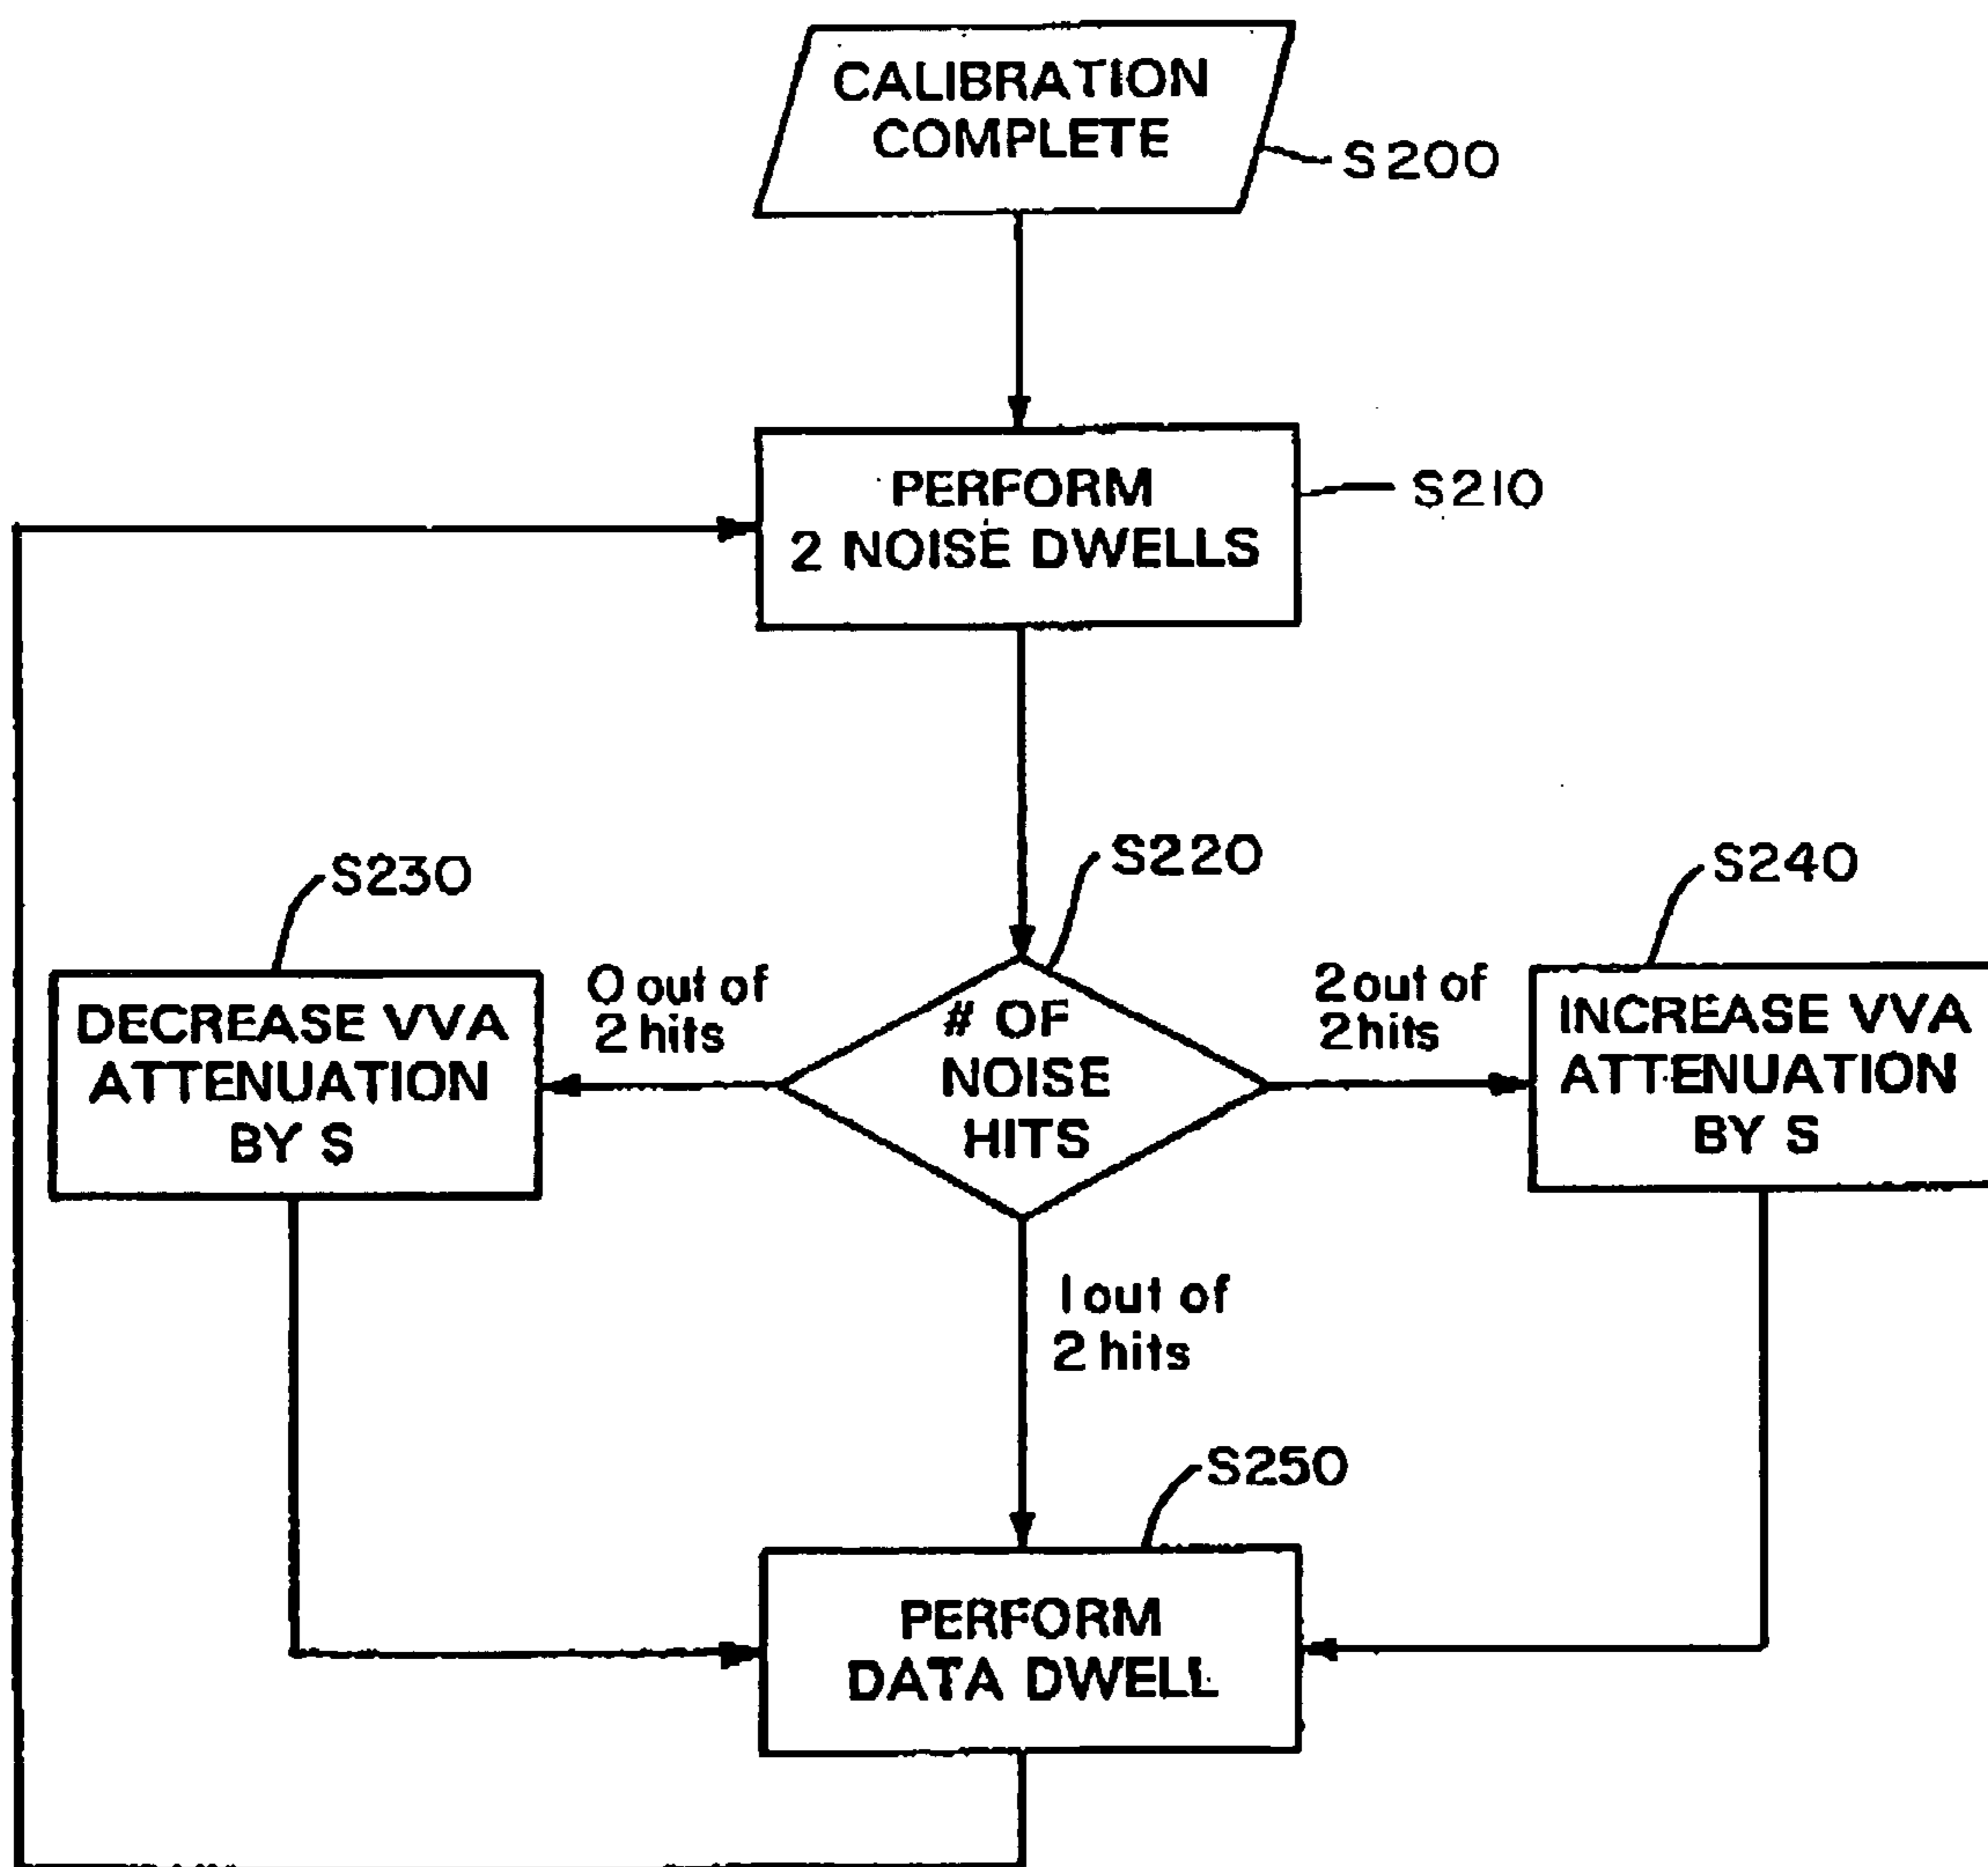 CALIBRATION
COMPLETE
S200
PERFORM
2 NOISE DWELLS
S210
S230
S220
S240
DECREASE VVA
ATTENUATION
BY S
0 out of
2 hits
# OF
NOISE
HITS
2 out of
2 hits
INCREASE VVA
ATTENUATION
BY S
1 out of
2 hits
S250
PERFORM
DATA DWELL